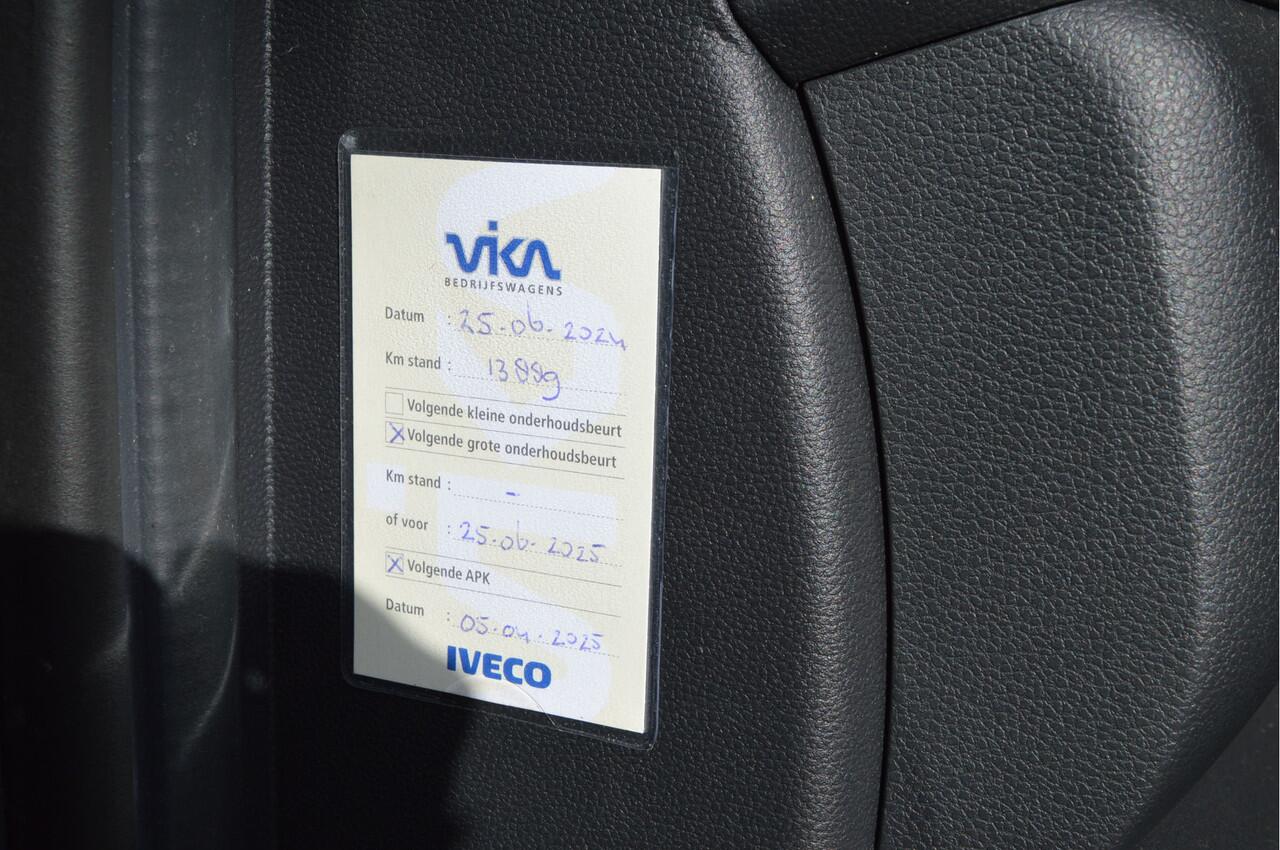 VIKA
BEDRIJFSWAGENS
Datum : 25-06-2024
Km stand : 13889
Volgende kleine onderhoudsbeurt
X Volgende grote onderhoudsbeurt
Km stand : -
of voor : 25-06-2025
X Volgende APK
Datum : 05-04-2025
IVECO